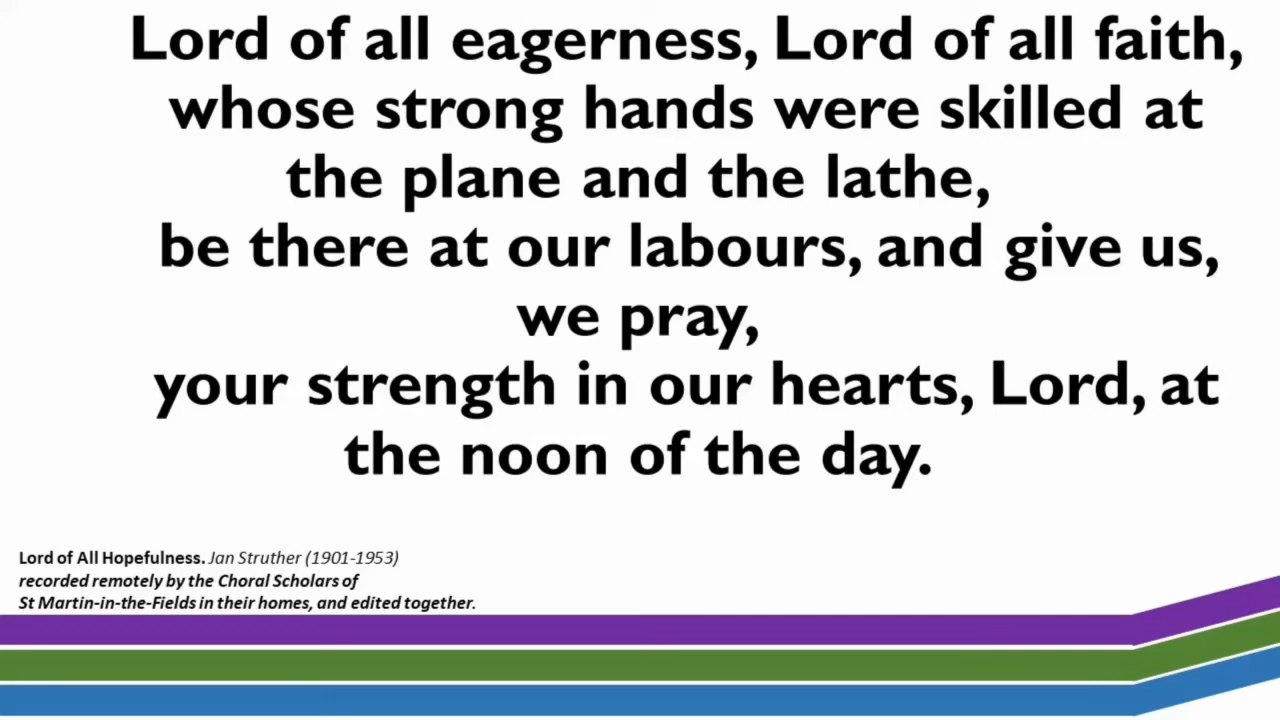 Lord of all eagerness, Lord of all faith,
whose strong hands were skilled at
the plane and the lathe,
be there at our labours, and give us,
we pray,
your strength in our hearts, Lord, at
the noon of the day.
Lord of All Hopefulness. Jan Struther (1901-1953)
recorded remotely by the Choral Scholars of
St Martin-in-the-Fields in their homes, and edited together.